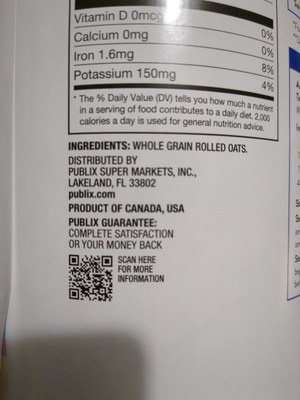 Vitamin D 0mcg 0%
Calcium 0mg 0%
Iron 1.6mg 8%
Potassium 150mg 4%
* The % Daily Value (DV) tells you how much a nutrient
in a serving of food contributes to a daily diet. 2,000
calories a day is used for general nutrition advice.
INGREDIENTS: WHOLE GRAIN ROLLED OATS.
DISTRIBUTED BY
PUBLIX SUPER MARKETS, INC.,
LAKELAND, FL 33802
publix.com
PRODUCT OF CANADA, USA
PUBLIX GUARANTEE:
COMPLETE SATISFACTION
OR YOUR MONEY BACK
SCAN HERE
FOR MORE
INFORMATION